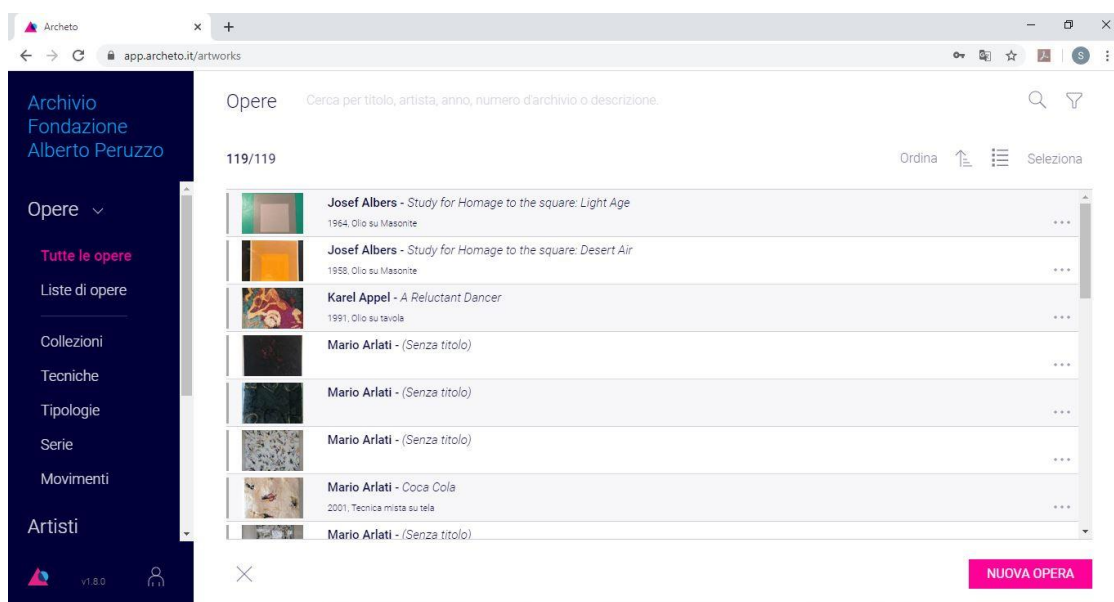 Archeto
app.archeto.it/artworks
S
Archivio
Fondazione
Alberto Peruzzo
Opere
Tutte le opere
Liste di opere
Collezioni
Tecniche
Tipologie
Serie
Movimenti
Artisti
v1.8.0
Opere Cerca per titolo, artista, anno, numero d'archivio o descrizione.
119/119 Ordina Seleziona
Josef Albers - Study for Homage to the square: Light Age
1964, Olio su Masonite
Josef Albers - Study for Homage to the square: Desert Air
1958, Olio su Masonite
Karel Appel - A Reluctant Dancer
1991, Olio su tavola
Mario Arlati - (Senza titolo)
Mario Arlati - (Senza titolo)
Mario Arlati - (Senza titolo)
Mario Arlati - Coca Cola
2001, Tecnica mista su tela
Mario Arlati - (Senza titolo)
NUOVA OPERA